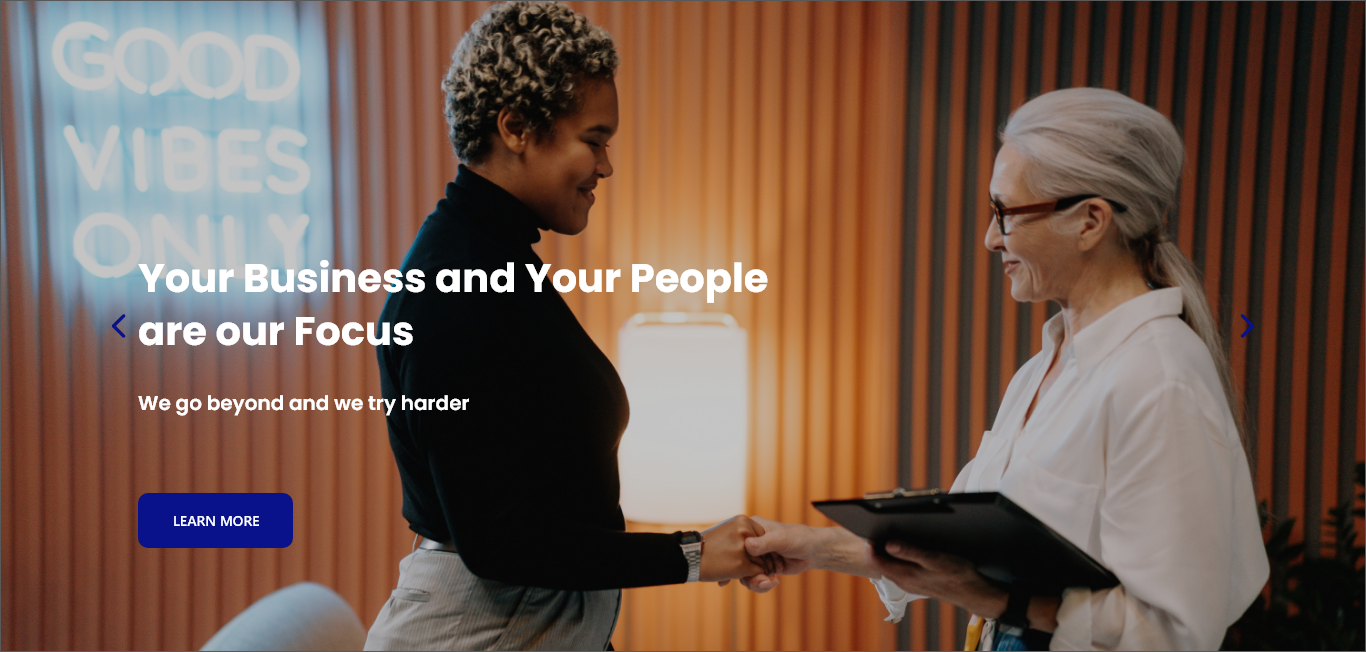 GOOD
VIBES
ONLY
Your Business and Your People
are our Focus
We go beyond and we try harder
LEARN MORE